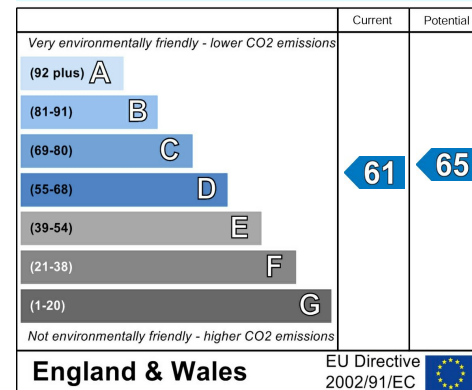 Current Potential
Very environmentally friendly - lower CO2 emissions
(92 plus) A
(81-91) B
(69-80) C
(55-68) D
(39-54) E
(21-38) F
(1-20) G
61 65
Not environmentally friendly - higher CO2 emissions
England & Wales
EU Directive
2002/91/EC